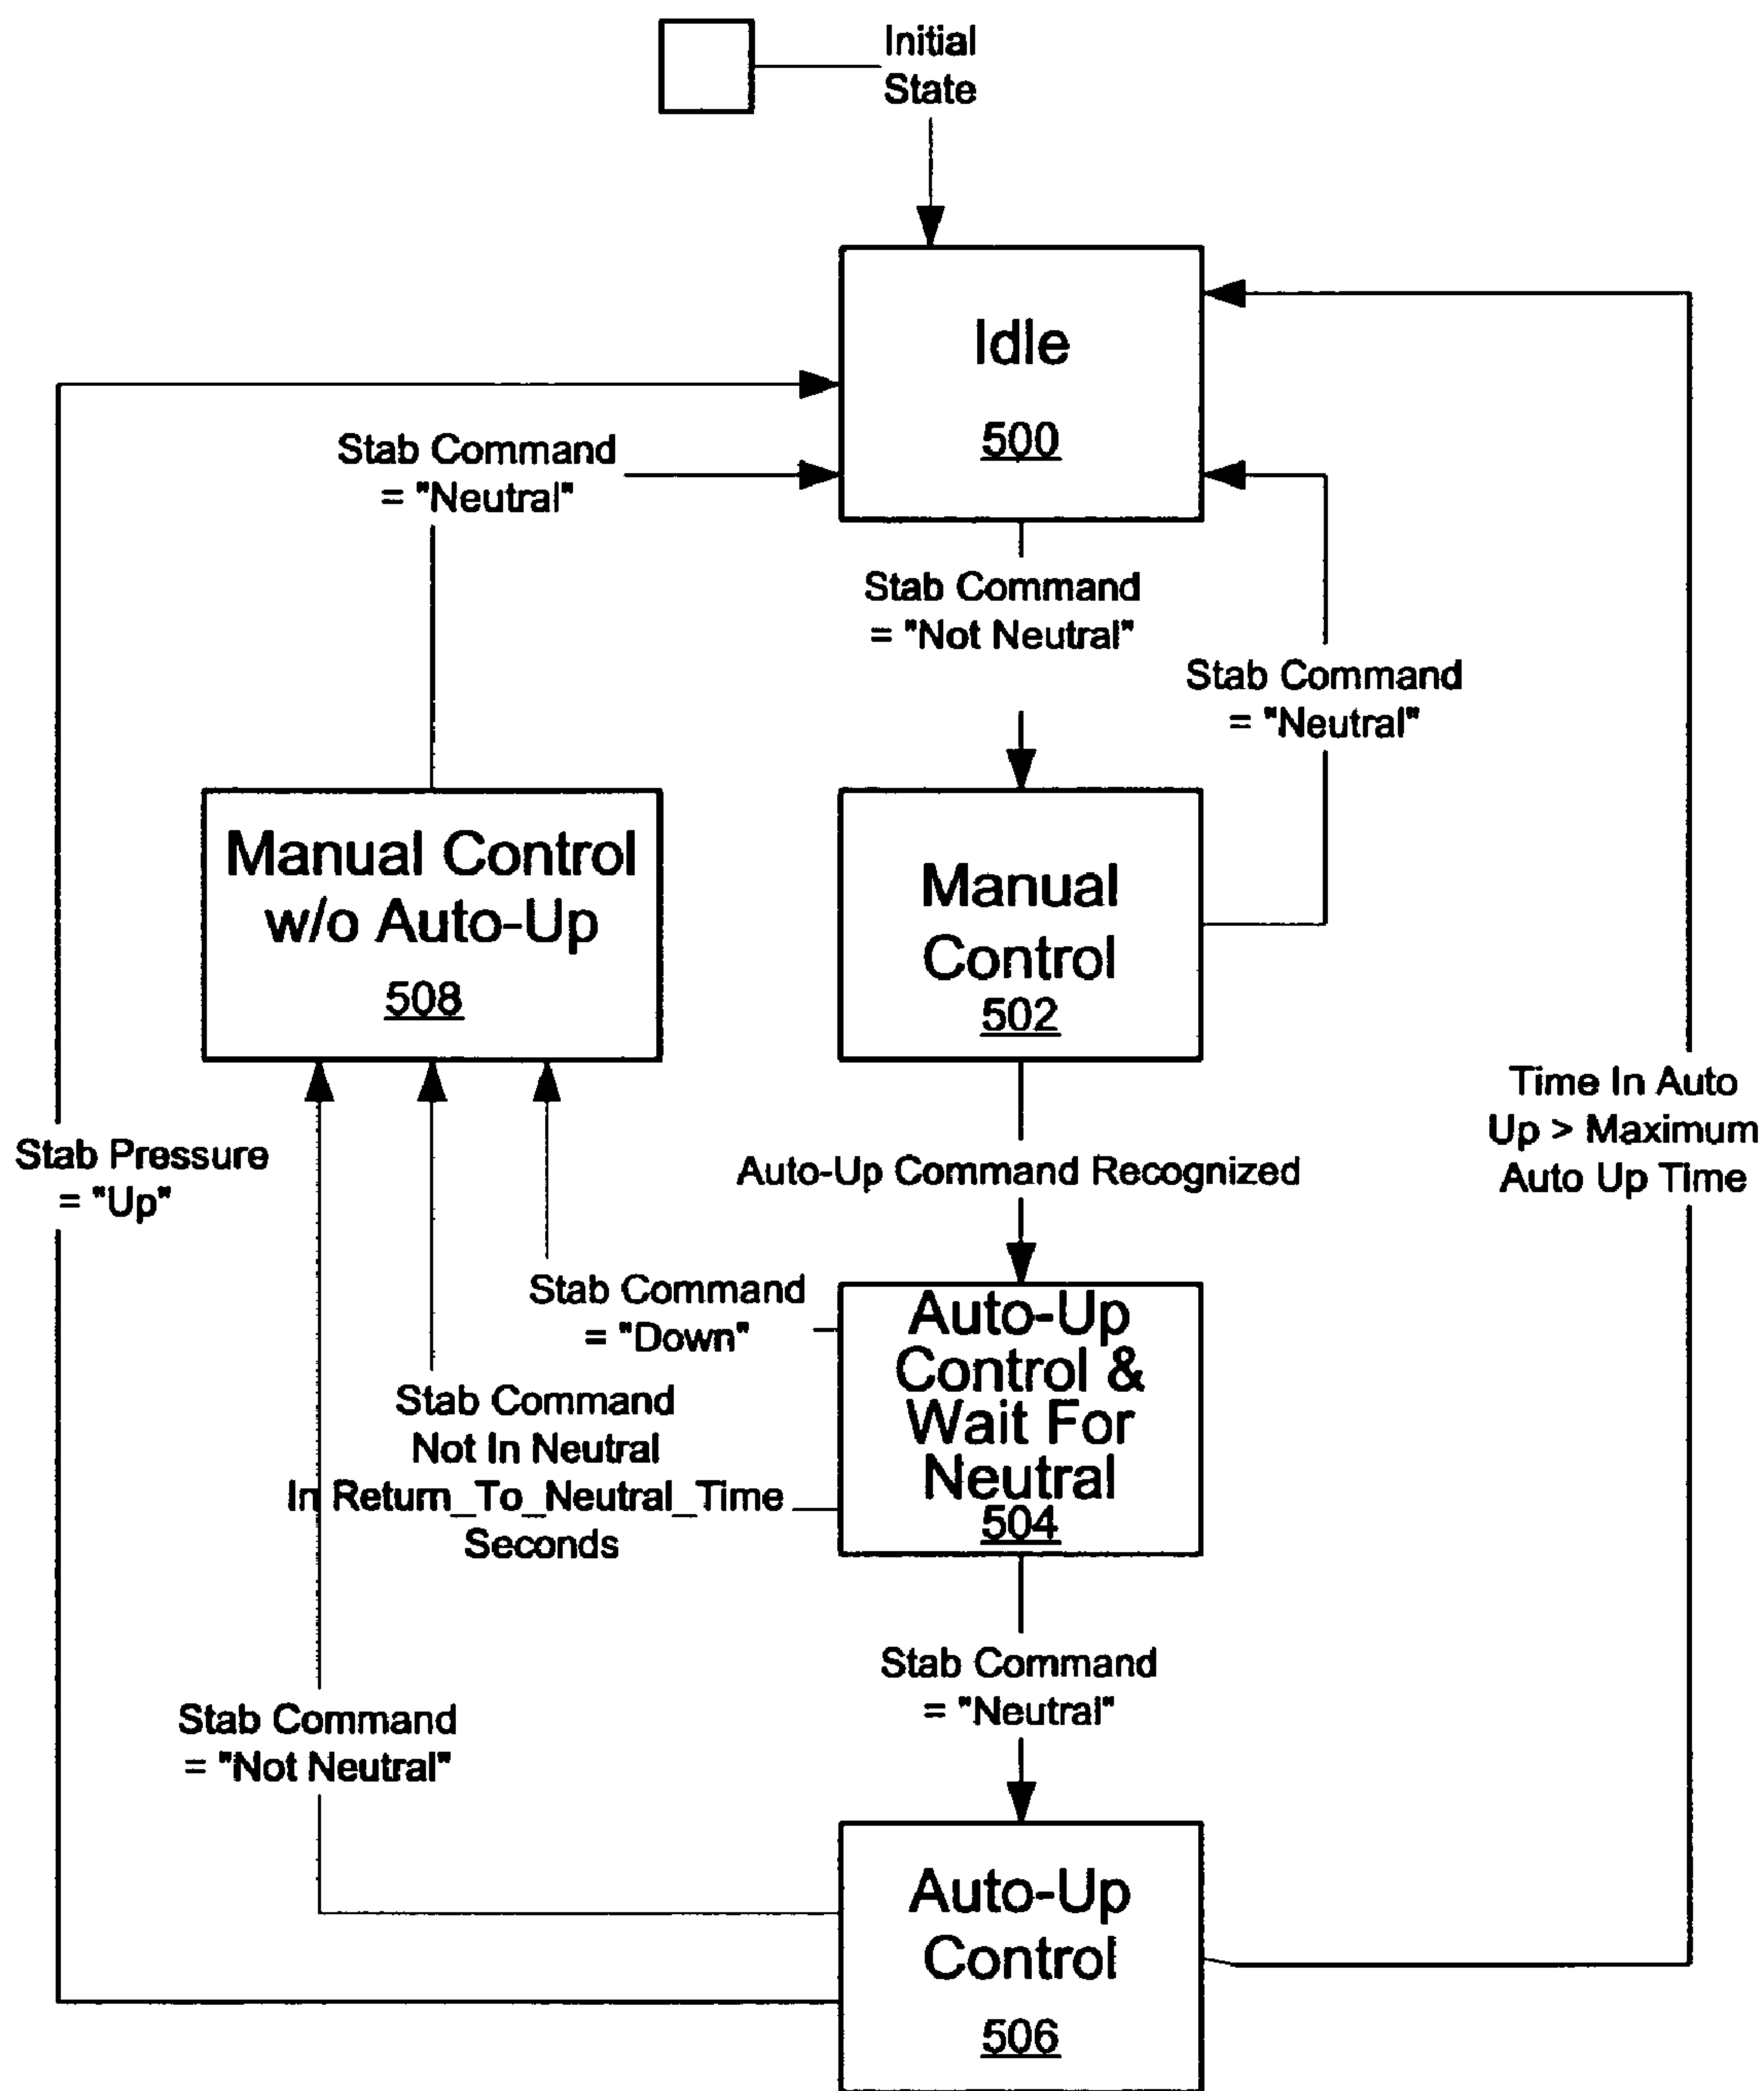 Initial
State
Idle
500
Stab Command
= "Neutral"
Stab Command
= "Not Neutral"
Stab Command
= "Neutral"
Manual Control
w/o Auto-Up
508
Manual
Control
502
Stab Pressure
= "Up"
Auto-Up Command Recognized
Time In Auto
Up > Maximum
Auto Up Time
Stab Command
= "Down"
Auto-Up
Control &
Wait For
Neutral
504
Stab Command
Not In Neutral
In Return_To_Neutral_Time
Seconds
Stab Command
= "Neutral"
Stab Command
= "Not Neutral"
Auto-Up
Control
506